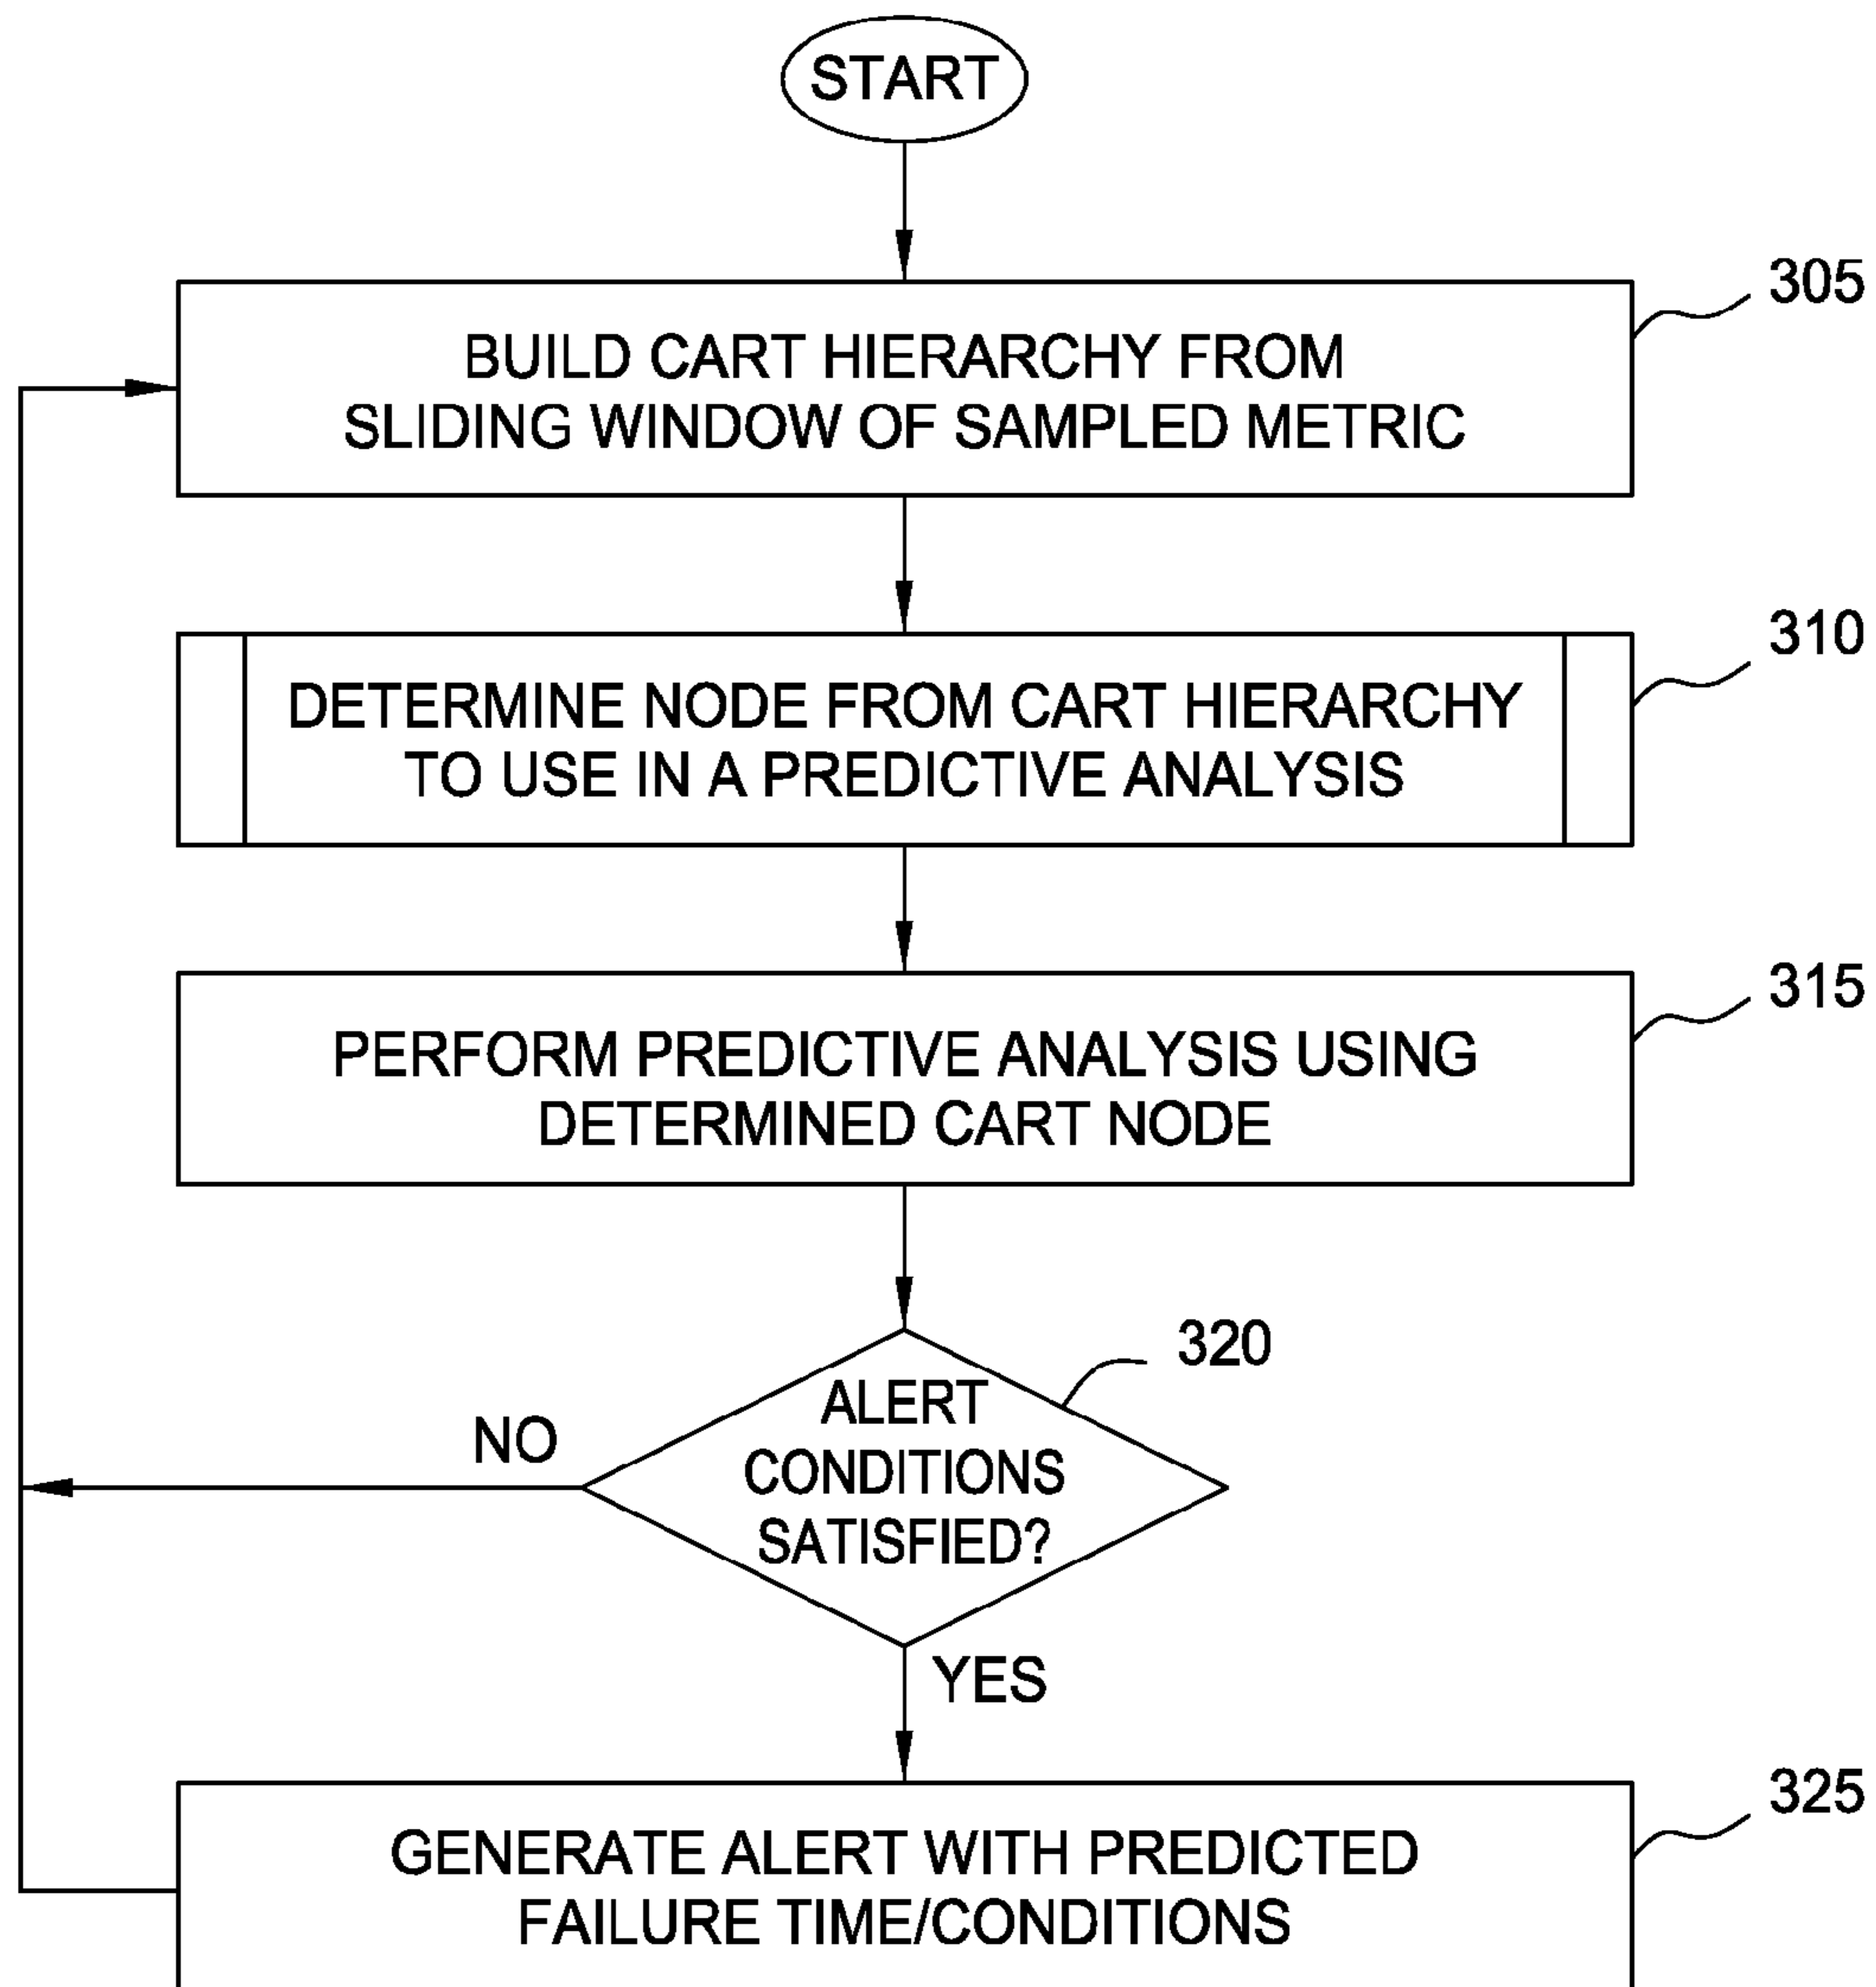 START
305
BUILD CART HIERARCHY FROM
SLIDING WINDOW OF SAMPLED METRIC
310
DETERMINE NODE FROM CART HIERARCHY
TO USE IN A PREDICTIVE ANALYSIS
315
PERFORM PREDICTIVE ANALYSIS USING
DETERMINED CART NODE
320
ALERT
CONDITIONS
SATISFIED?
NO
YES
325
GENERATE ALERT WITH PREDICTED
FAILURE TIME/CONDITIONS